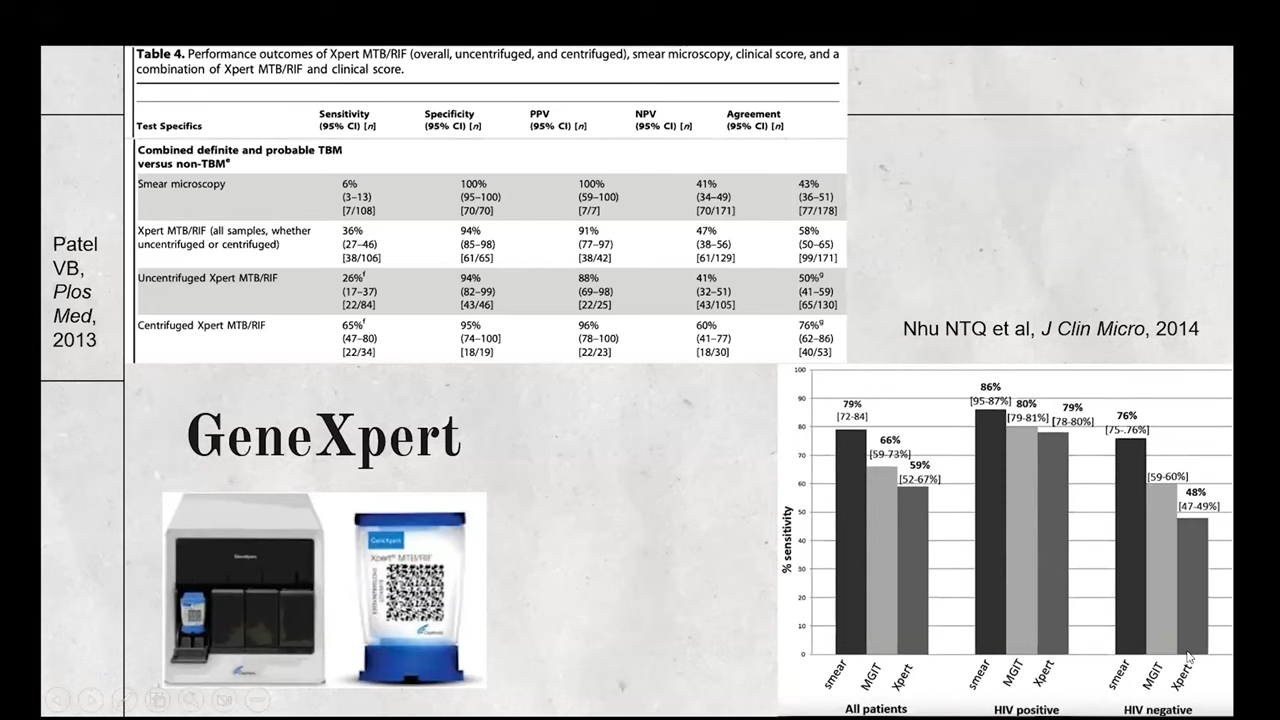 Table 4. Performance outcomes of Xpert MTB/RIF (overall, uncentrifuged, and centrifuged), smear microscopy, clinical score, and a
combination of Xpert MTB/RIF and clinical score.
Sensitivity Specificity PPV NPV Agreement
Test Specifics (95% CI) [n] (95% CI) [n] (95% CI) [n] (95% CI) [n] (95% CI) [n]
Combined definite and probable TBM
versus non-TBMe
Smear microscopy 6% 100% 100% 41% 43%
(3–13) (95–100) (59–100) (34–49) (36–51)
[7/108] [70/70] [7/7] [70/171] [77/178]
Xpert MTB/RIF (all samples, whether 36% 94% 91% 47% 58%
uncentrifuged or centrifuged) (27–46) (85–98) (77–97) (38–56) (50–65)
[38/106] [61/65] [38/42] [61/129] [99/171]
Uncentrifuged Xpert MTB/RIF 26%f 94% 88% 41% 50%g
(17–37) (82–99) (69–98) (32–51) (41–59)
[22/84] [43/46] [22/25] [43/105] [65/130]
Centrifuged Xpert MTB/RIF 65%f 95% 96% 60% 76%g
(47–80) (74–100] (78–100) (41–77) (62–86)
[22/34] [18/19] [22/23] [18/30] [40/53]
Patel
VB,
Plos
Med,
2013
Nhu NTQ et al, J Clin Micro, 2014
GeneXpert
GeneXpert
Xpert® MTB/RIF
% sensitivity
100
90
80
70
60
50
40
30
20
10
0
79%
[72-84]
66%
[59-73%]
59%
[52-67%]
86%
[95-87%]
80%
[79-81%]
79%
[78-80%]
76%
[75-.76%]
[59-60%]
48%
[47-49%]
smear MGIT Xpert smear MGIT Xpert smear MGIT Xpert
All patients HIV positive HIV negative